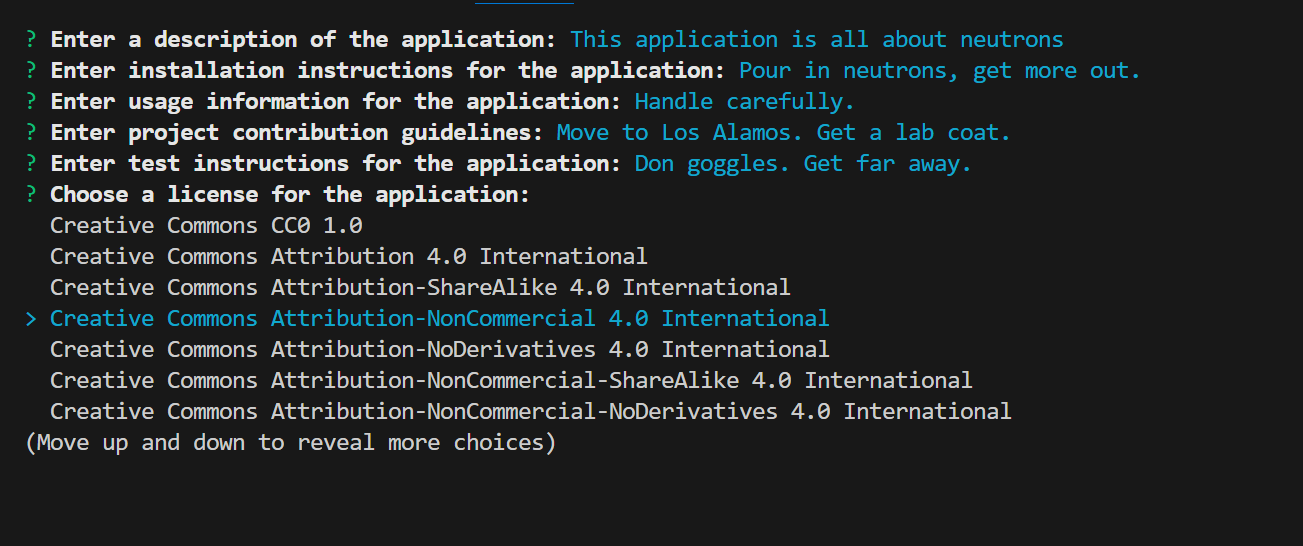 ? Enter a description of the application: This application is all about neutrons
? Enter installation instructions for the application: Pour in neutrons, get more out.
? Enter usage information for the application: Handle carefully.
? Enter project contribution guidelines: Move to Los Alamos. Get a lab coat.
? Enter test instructions for the application: Don goggles. Get far away.
? Choose a license for the application:
Creative Commons CC0 1.0
Creative Commons Attribution 4.0 International
Creative Commons Attribution-ShareAlike 4.0 International
> Creative Commons Attribution-NonCommercial 4.0 International
Creative Commons Attribution-NoDerivatives 4.0 International
Creative Commons Attribution-NonCommercial-ShareAlike 4.0 International
Creative Commons Attribution-NonCommercial-NoDerivatives 4.0 International
(Move up and down to reveal more choices)